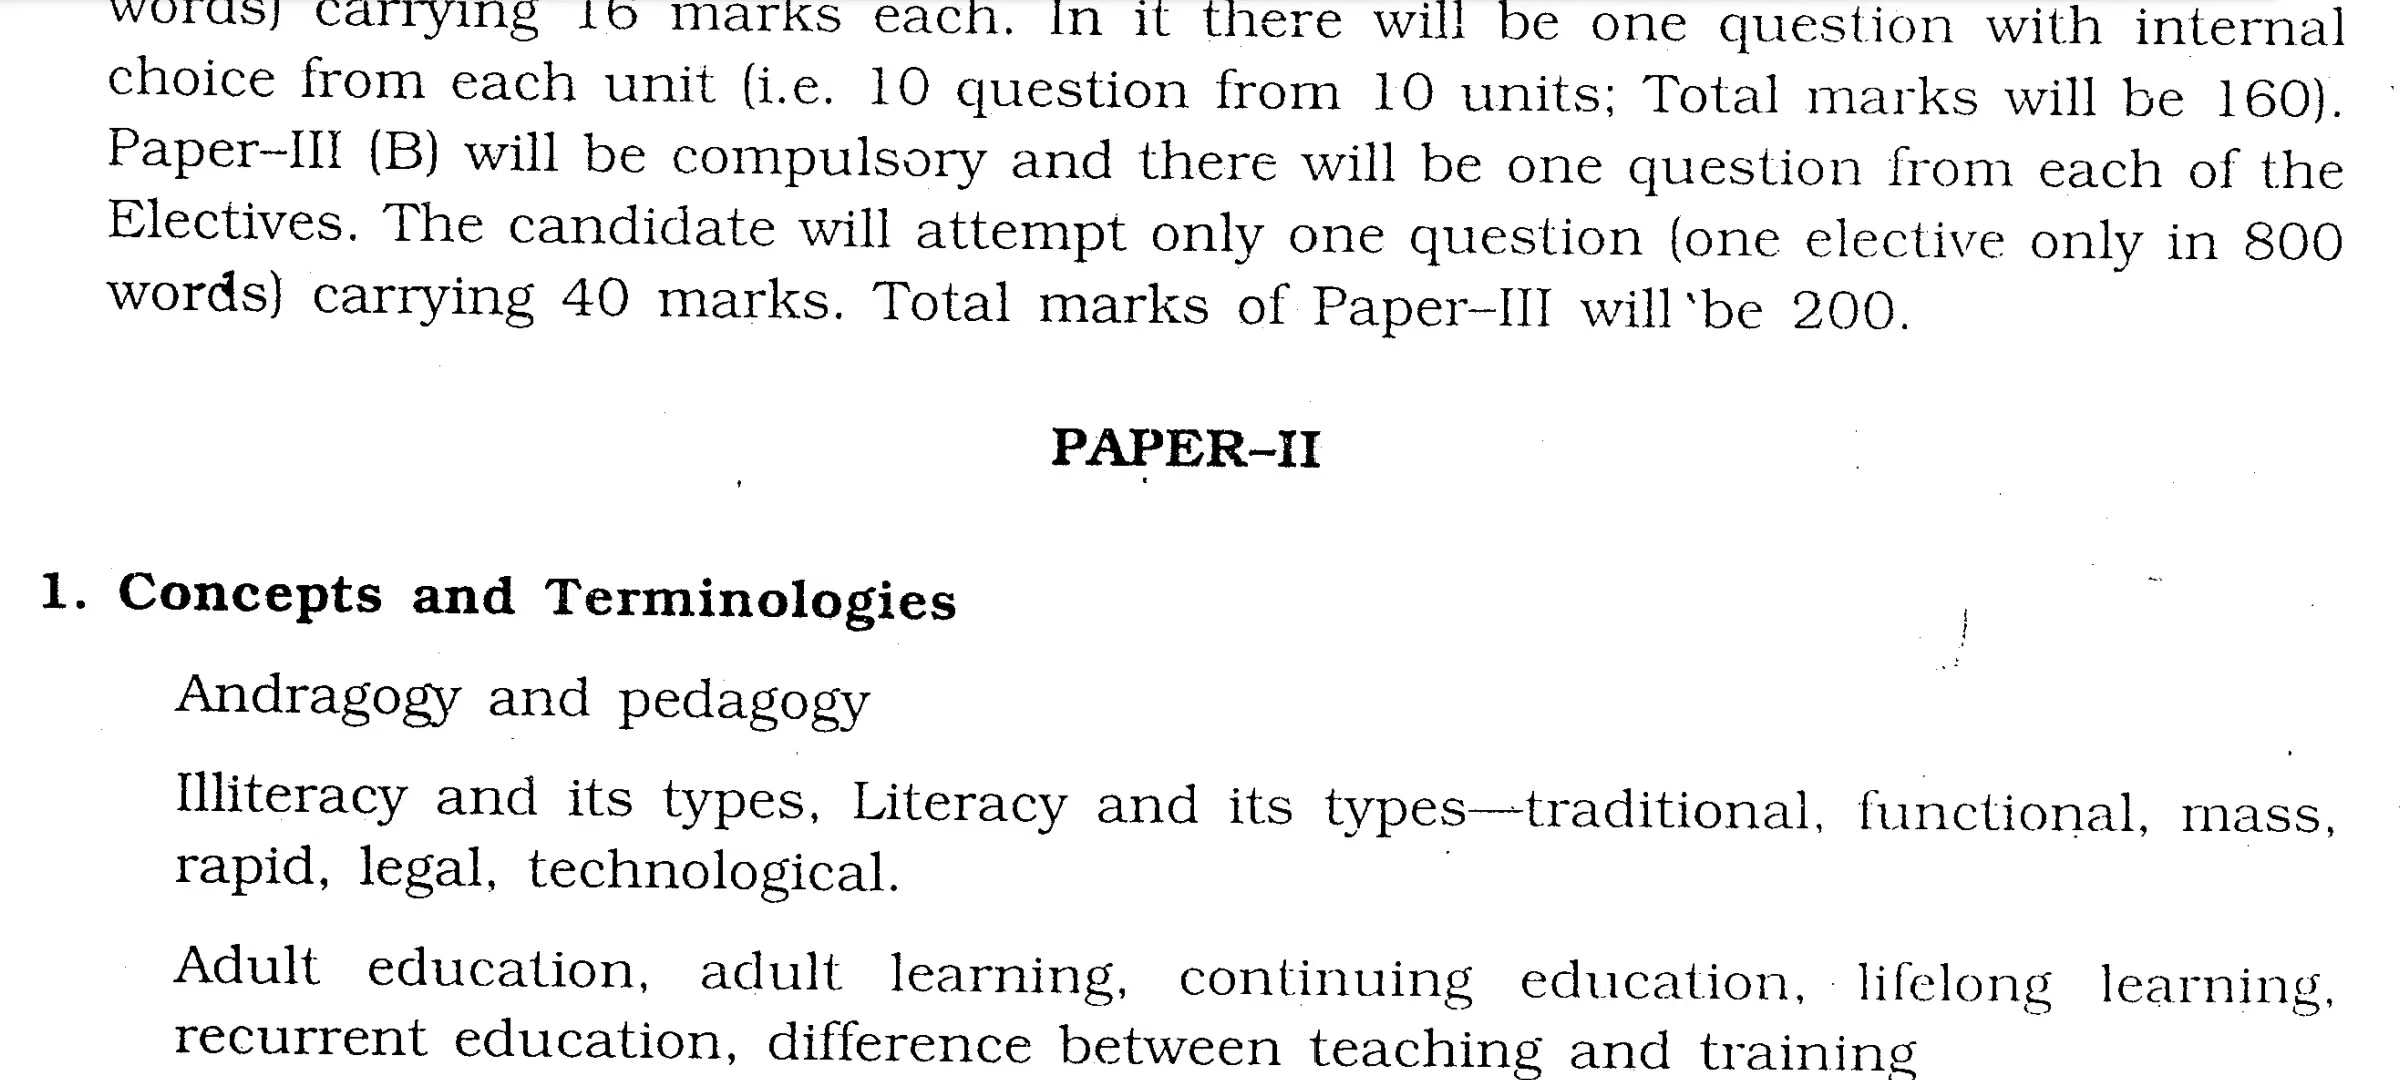 words) carrying 16 marks each. In it there will be one question with internal
choice from each unit (i.e. 10 question from 10 units; Total marks will be 160).
Paper–III (B) will be compulsory and there will be one question from each of the
Electives. The candidate will attempt only one question (one elective only in 800
words) carrying 40 marks. Total marks of Paper–III will be 200.
PAPER–II
1. Concepts and Terminologies
Andragogy and pedagogy
Illiteracy and its types, Literacy and its types—traditional, functional, mass,
rapid, legal, technological.
Adult education, adult learning, continuing education, lifelong learning,
recurrent education, difference between teaching and training